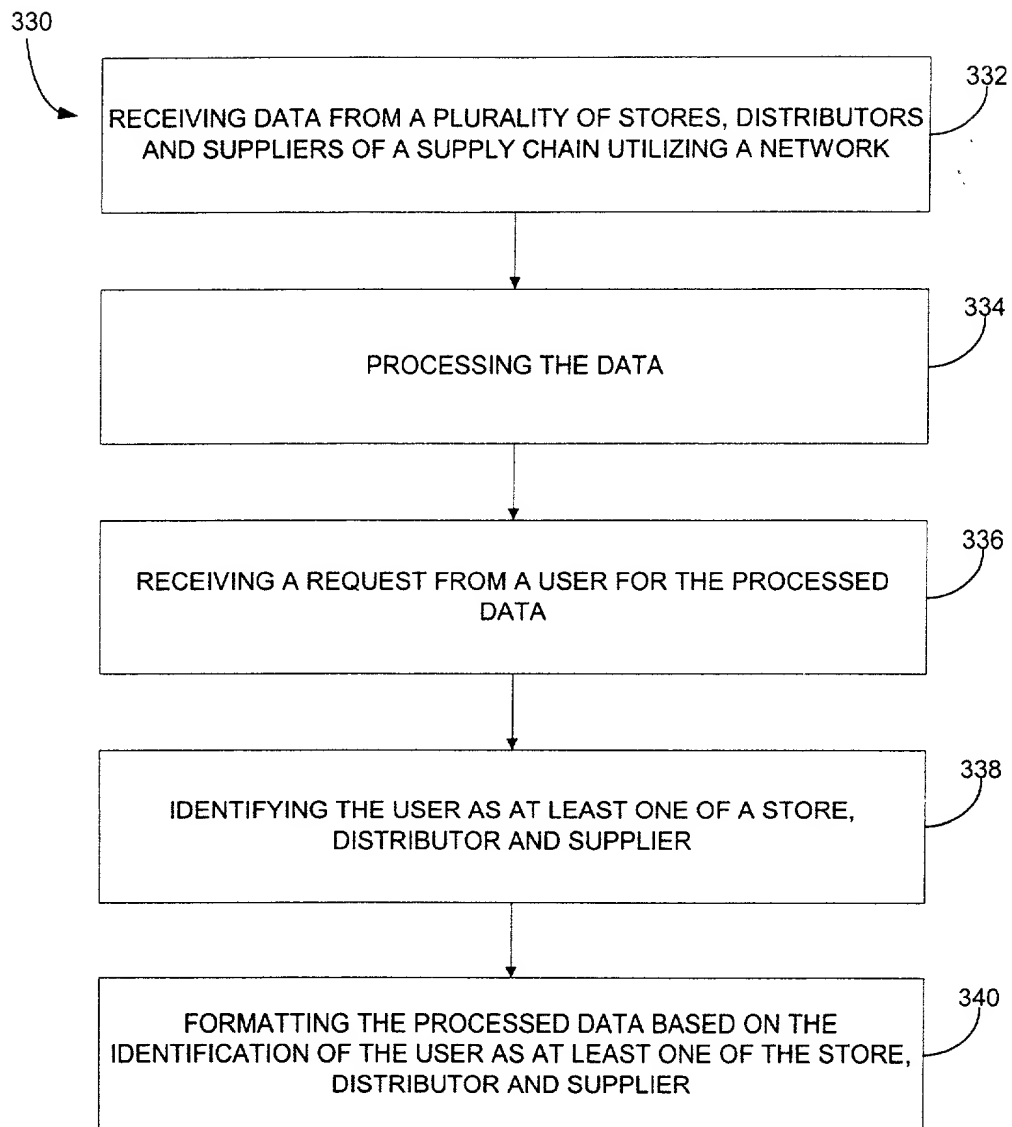 330
332
RECEIVING DATA FROM A PLURALITY OF STORES, DISTRIBUTORS
AND SUPPLIERS OF A SUPPLY CHAIN UTILIZING A NETWORK
334
PROCESSING THE DATA
336
RECEIVING A REQUEST FROM A USER FOR THE PROCESSED
DATA
338
IDENTIFYING THE USER AS AT LEAST ONE OF A STORE,
DISTRIBUTOR AND SUPPLIER
340
FORMATTING THE PROCESSED DATA BASED ON THE
IDENTIFICATION OF THE USER AS AT LEAST ONE OF THE STORE,
DISTRIBUTOR AND SUPPLIER